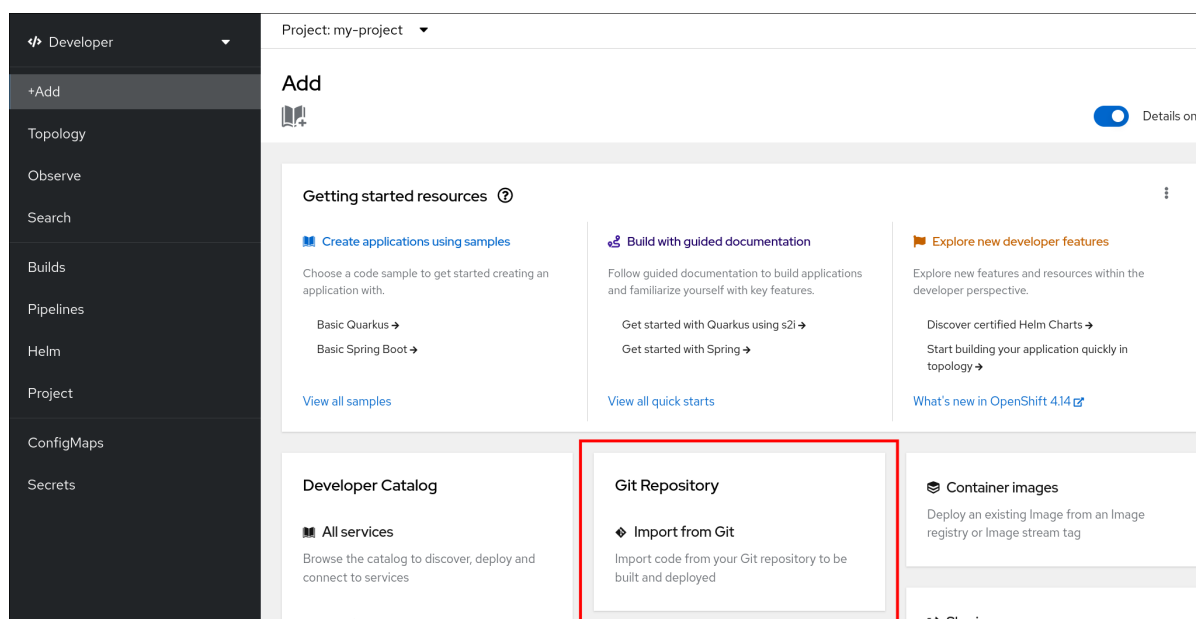 Developer
+Add
Topology
Observe
Search
Builds
Pipelines
Helm
Project
ConfigMaps
Secrets
Project: my-project
Add
Details on
Getting started resources
Create applications using samples
Choose a code sample to get started creating an
application with.
Basic Quarkus
Basic Spring Boot
View all samples
Build with guided documentation
Follow guided documentation to build applications
and familiarize yourself with key features.
Get started with Quarkus using s2i
Get started with Spring
View all quick starts
Explore new developer features
Explore new features and resources within the
developer perspective.
Discover certified Helm Charts
Start building your application quickly in
topology
What's new in OpenShift 4.14
Developer Catalog
All services
Browse the catalog to discover, deploy and
connect to services
Git Repository
Import from Git
Import code from your Git repository to be
built and deployed
Container images
Deploy an existing Image from an Image
registry or Image stream tag